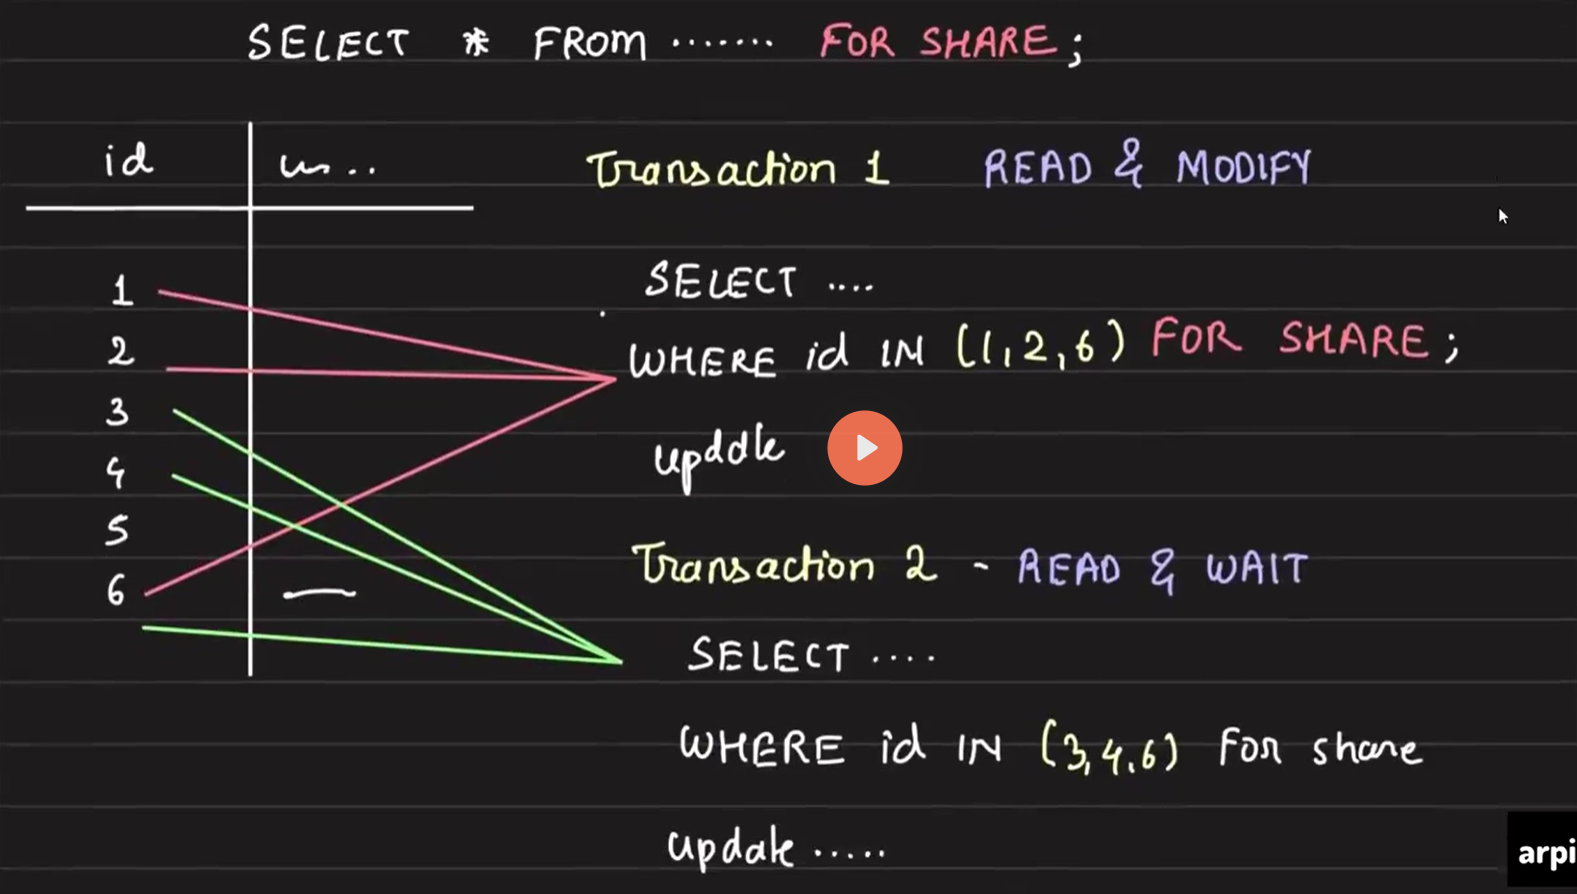 SELECT * FROM ....... FOR SHARE;
id
Transaction 1 READ & MODIFY
1
SELECT ....
2
WHERE id IN (1,2,6) FOR SHARE;
3
update
4
5
Transaction 2 - READ & WAIT
6
SELECT ....
WHERE id IN (3,4,6) For share
update .....
arpi